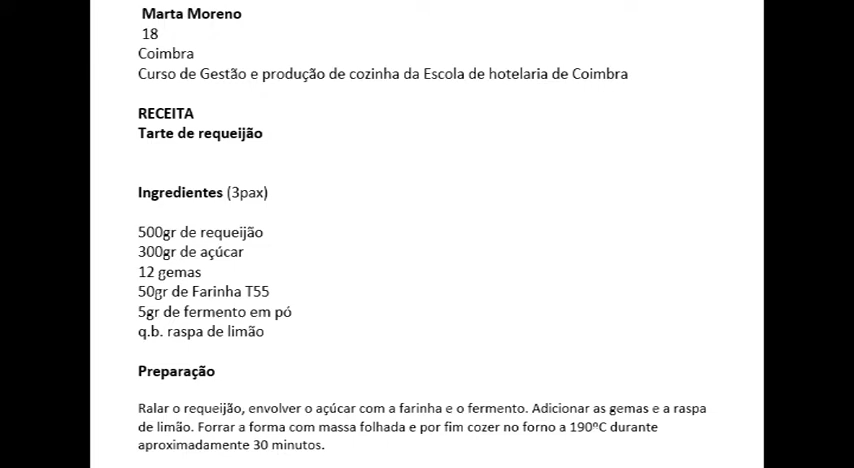 Marta Moreno
18
Coimbra
Curso de Gestão e produção de cozinha da Escola de hotelaria de Coimbra
RECEITA
Tarte de requeijão
Ingredientes (3pax)
500gr de requeijão
300gr de açúcar
12 gemas
50gr de Farinha T55
5gr de fermento em pó
q.b. raspa de limão
Preparação
Ralar o requeijão, envolver o açúcar com a farinha e o fermento. Adicionar as gemas e a raspa
de limão. Forrar a forma com massa folhada e por fim cozer no forno a 190ºC durante
aproximadamente 30 minutos.